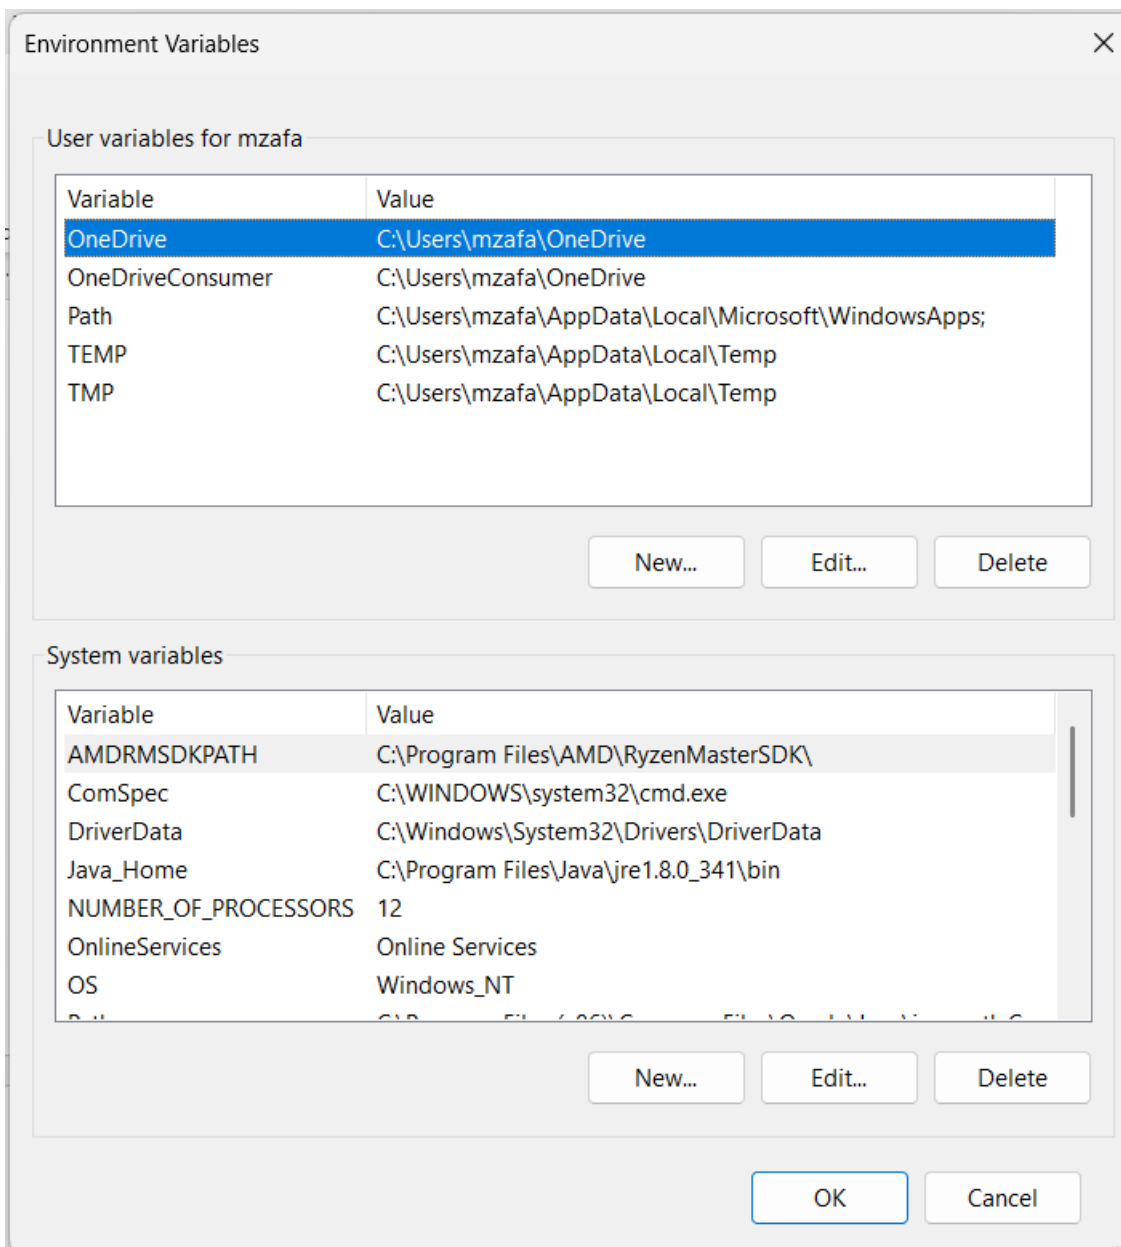 Environment Variables
User variables for mzafa
Variable Value
OneDrive C:\Users\mzafa\OneDrive
OneDriveConsumer C:\Users\mzafa\OneDrive
Path C:\Users\mzafa\AppData\Local\Microsoft\WindowsApps;
TEMP C:\Users\mzafa\AppData\Local\Temp
TMP C:\Users\mzafa\AppData\Local\Temp
New... Edit... Delete
System variables
Variable Value
AMDRMSDKPATH C:\Program Files\AMD\RyzenMasterSDK\
ComSpec C:\WINDOWS\system32\cmd.exe
DriverData C:\Windows\System32\Drivers\DriverData
Java_Home C:\Program Files\Java\jre1.8.0_341\bin
NUMBER_OF_PROCESSORS 12
OnlineServices Online Services
OS Windows_NT
New... Edit... Delete
OK Cancel